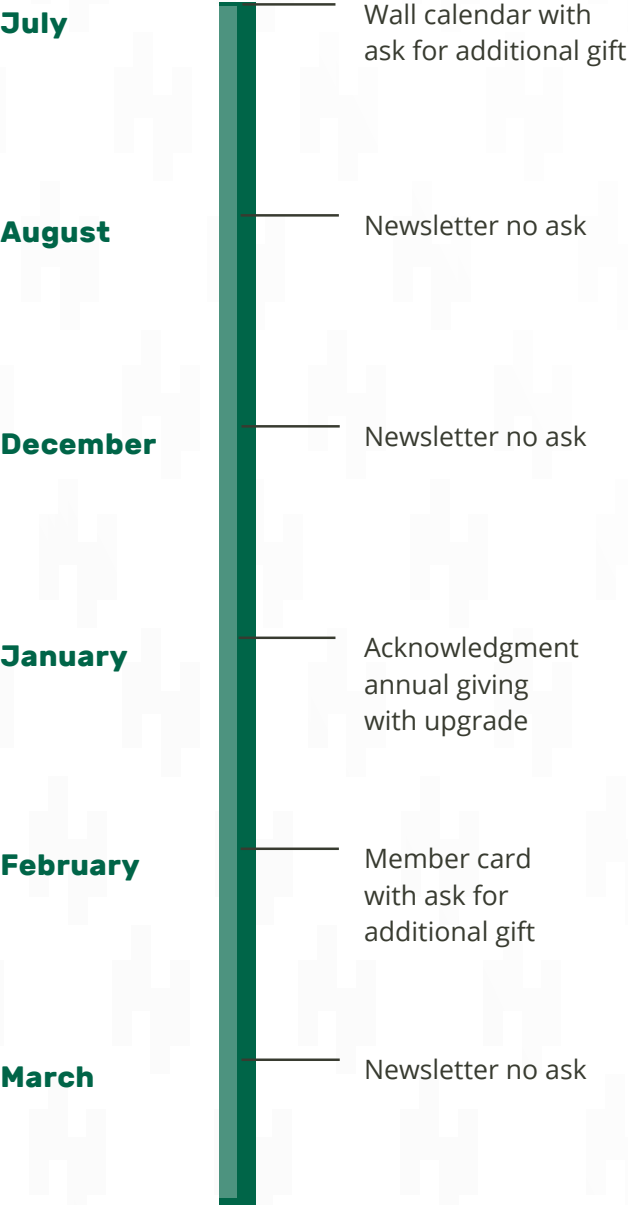 July
Wall calendar with
ask for additional gift
August
Newsletter no ask
December
Newsletter no ask
January
Acknowledgment
annual giving
with upgrade
February
Member card
with ask for
additional gift
March
Newsletter no ask